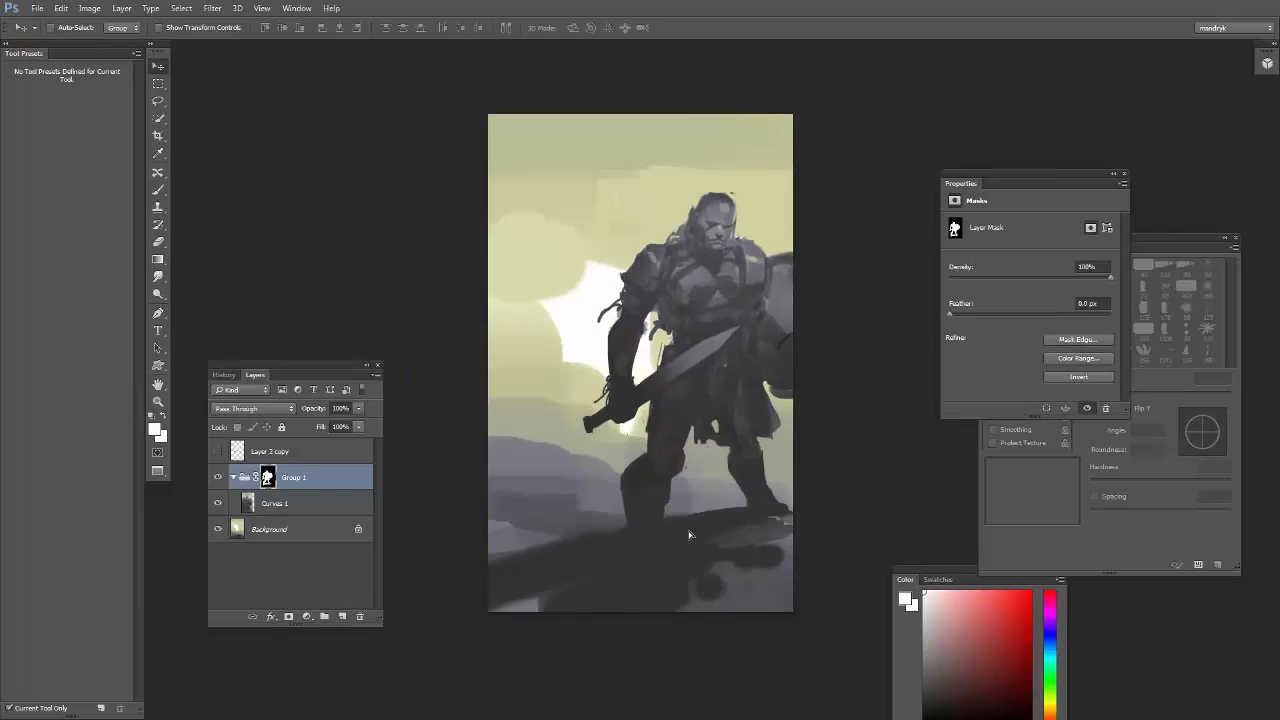 Ps File Edit Image Layer Type Select Filter 3D View Window Help
Auto-Select: Group Show Transform Controls 3D Mode: mandryk
Tool Presets
No Tool Presets Defined for Current
Tool.
Current Tool Only
History Layers
Kind
Pass Through Opacity: 100%
Lock: Fill: 100%
Layer 2 copy
Group 1
Curves 1
Background
Properties
Masks
Layer Mask
Density: 100%
Feather: 0.0 px
Refine: Mask Edge...
Color Range...
Invert
Flip Y
Smoothing
Angle:
Protect Texture
Roundness:
Hardness
Spacing
Color Swatches